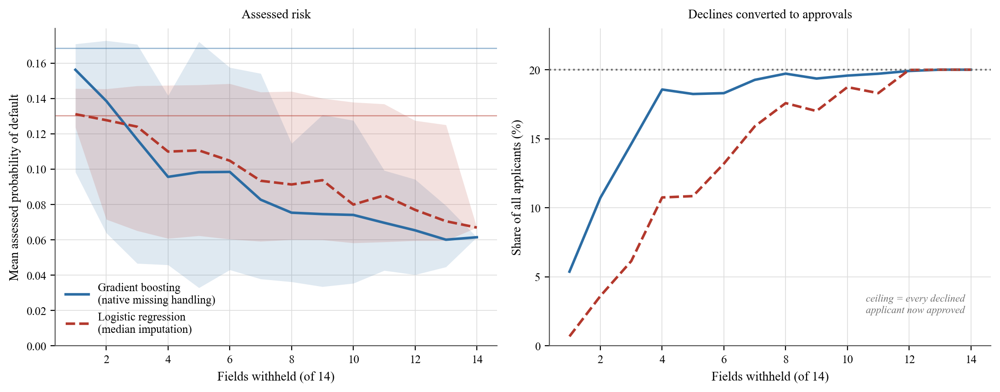 Assessed risk
Mean assessed probability of default
0.16
0.14
0.12
0.10
0.08
0.06
0.04
0.02
0.00
Gradient boosting
(native missing handling)
Logistic regression
(median imputation)
2
4
6
8
10
12
14
Fields withheld (of 14)
Declines converted to approvals
Share of all applicants (%)
20
15
10
5
0
ceiling = every declined
applicant now approved
2
4
6
8
10
12
14
Fields withheld (of 14)